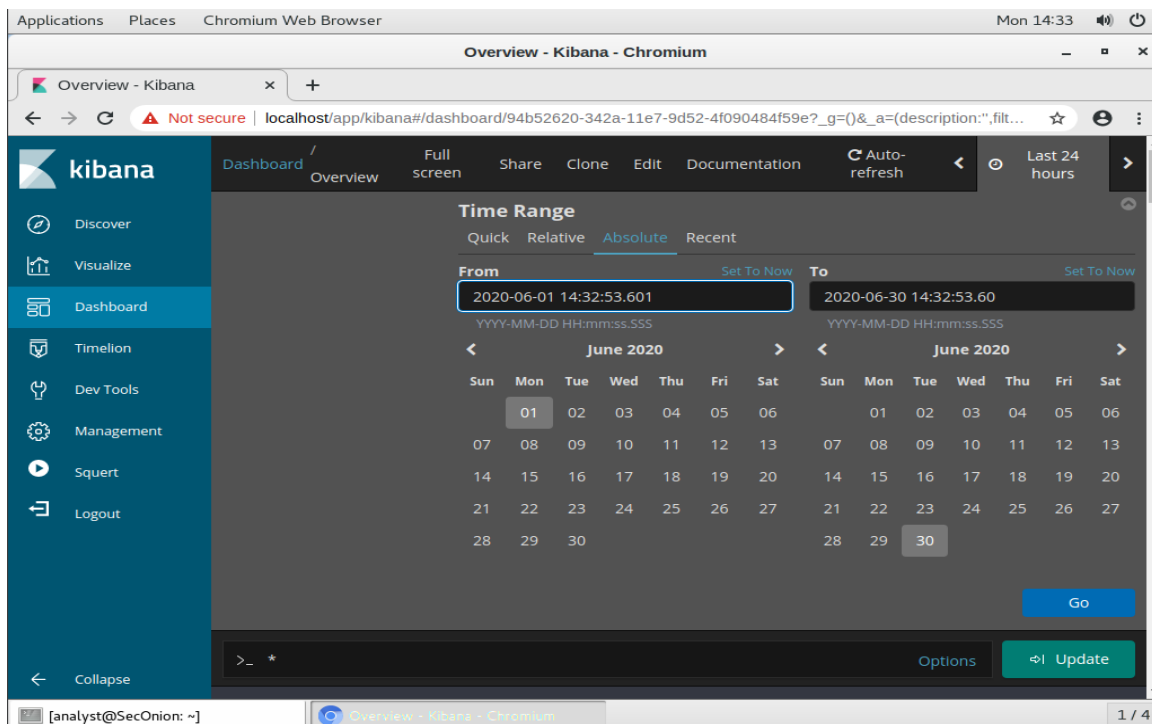 Applications Places Chromium Web Browser Mon 14:33
Overview - Kibana - Chromium
Overview - Kibana
Not secure | localhost/app/kibana#/dashboard/94b52620-342a-11e7-9d52-4f090484f59e?_g=()&_a=(description:'',filt...
kibana
Discover
Visualize
Dashboard
Timelion
Dev Tools
Management
Squert
Logout
Collapse
Dashboard / Overview
Full screen
Share Clone Edit Documentation
Auto-refresh
Last 24 hours
Time Range
Quick Relative Absolute Recent
From Set To Now
2020-06-01 14:32:53.601
YYYY-MM-DD HH:mm:ss.SSS
June 2020
Sun Mon Tue Wed Thu Fri Sat
01 02 03 04 05 06
07 08 09 10 11 12 13
14 15 16 17 18 19 20
21 22 23 24 25 26 27
28 29 30
To Set To Now
2020-06-30 14:32:53.60
YYYY-MM-DD HH:mm:ss.SSS
June 2020
Sun Mon Tue Wed Thu Fri Sat
01 02 03 04 05 06
07 08 09 10 11 12 13
14 15 16 17 18 19 20
21 22 23 24 25 26 27
28 29 30
Go
>_ *
Options
Update
[analyst@SecOnion: ~]
Overview - Kibana - Chromium
1 / 4